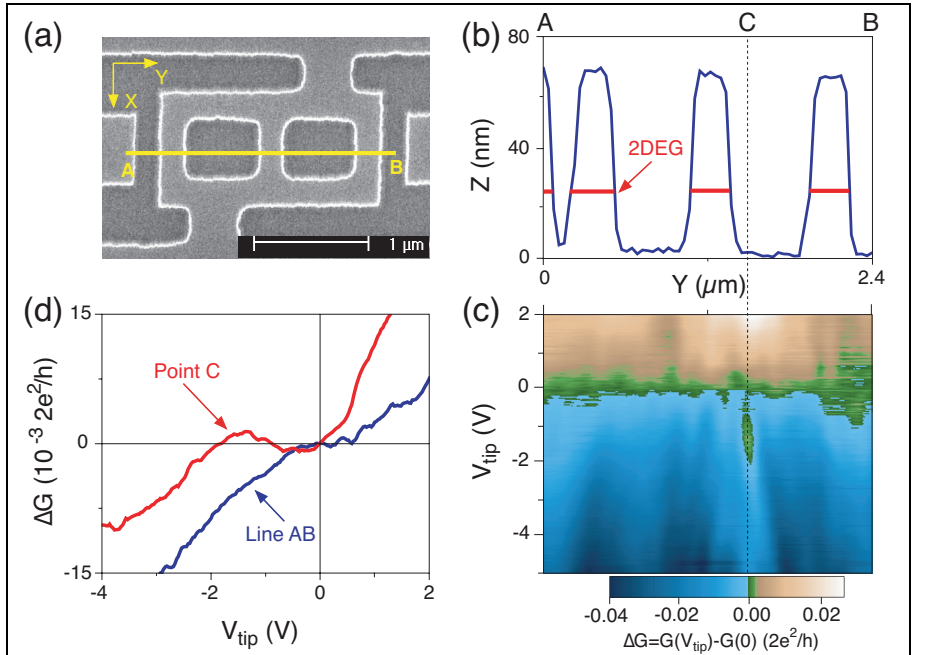 (a)
Y
X
A
B
1 μm
(b)
A
C
B
80
40
0
Z (nm)
2DEG
0
2.4
Y (μm)
(c)
2
0
-2
-4
V_tip (V)
-0.04
-0.02
0.00
0.02
ΔG=G(V_tip)-G(0) (2e²/h)
(d)
15
0
-15
ΔG (10⁻³ 2e²/h)
Point C
Line AB
-4
-2
0
2
V_tip (V)